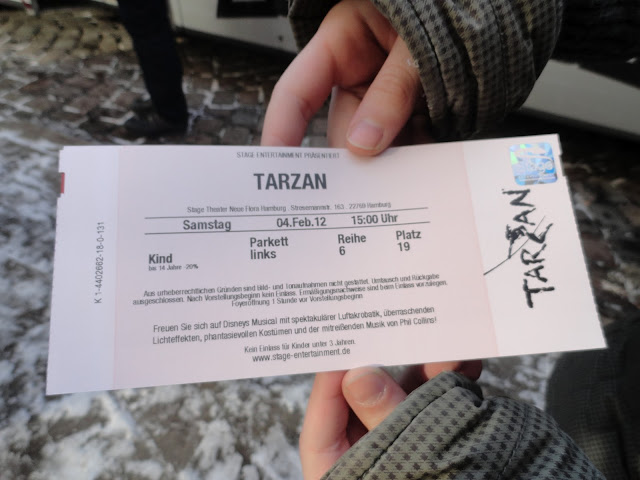 STAGE ENTERTAINMENT PRÄSENTIERT
TARZAN
Stage Theater Neue Flora Hamburg . Stresemannstr. 163 . 22769 Hamburg
Samstag 04.Feb.12 15:00 Uhr
Kind
bis 14 Jahre -20%
Parkett
links
Reihe
6
Platz
19
Aus urheberrechtlichen Gründen sind Bild- und Tonaufnahmen nicht gestattet. Umtausch und Rückgabe
ausgeschlossen. Nach Vorstellungsbeginn kein Einlass. Ermäßigungsnachweise sind beim Einlass vorzulegen.
Foyeröffnung 1 Stunde vor Vorstellungsbeginn.
Freuen Sie sich auf Disneys Musical mit spektakulärer Luftakrobatik, überraschenden
Lichteffekten, phantasievollen Kostümen und der mitreißenden Musik von Phil Collins!
Kein Einlass für Kinder unter 3 Jahren.
www.stage-entertainment.de
K 1-4402662-18-0-131
TARZAN